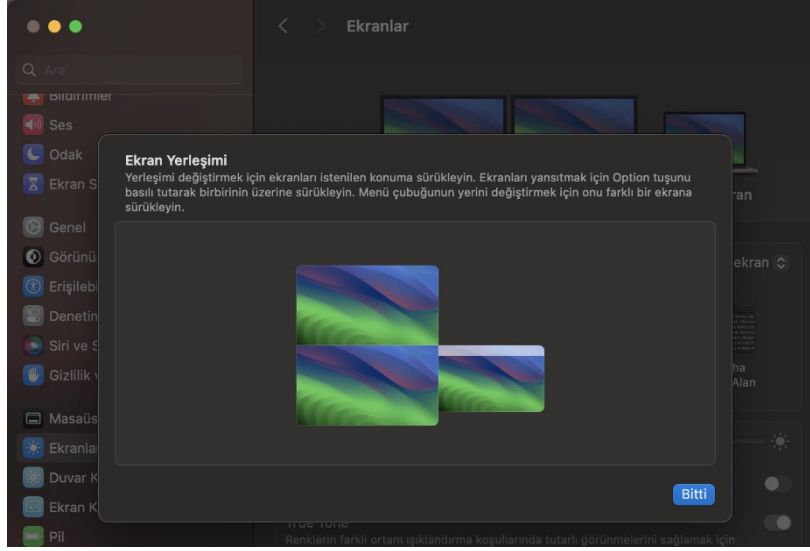 Ekranlar
Ara
Bildirimler
Ses
Odak
Ekran S
Genel
Görünü
Erişilebi
Denetin
Siri ve S
Gizlilik v
Masaüs
Ekranla
Duvar K
Ekran K
Pil
Ekran Yerleşimi
Yerleşimi değiştirmek için ekranları istenilen konuma sürükleyin. Ekranları yansıtmak için Option tuşunu
basılı tutarak birbirinin üzerine sürükleyin. Menü çubuğunun yerini değiştirmek için onu farklı bir ekrana
sürükleyin.
Bitti
ran
ekran
ha
Alan
True Tone
Renklerin farklı ortam ışıklandırma koşullarında tutarlı görünmelerini sağlamak için